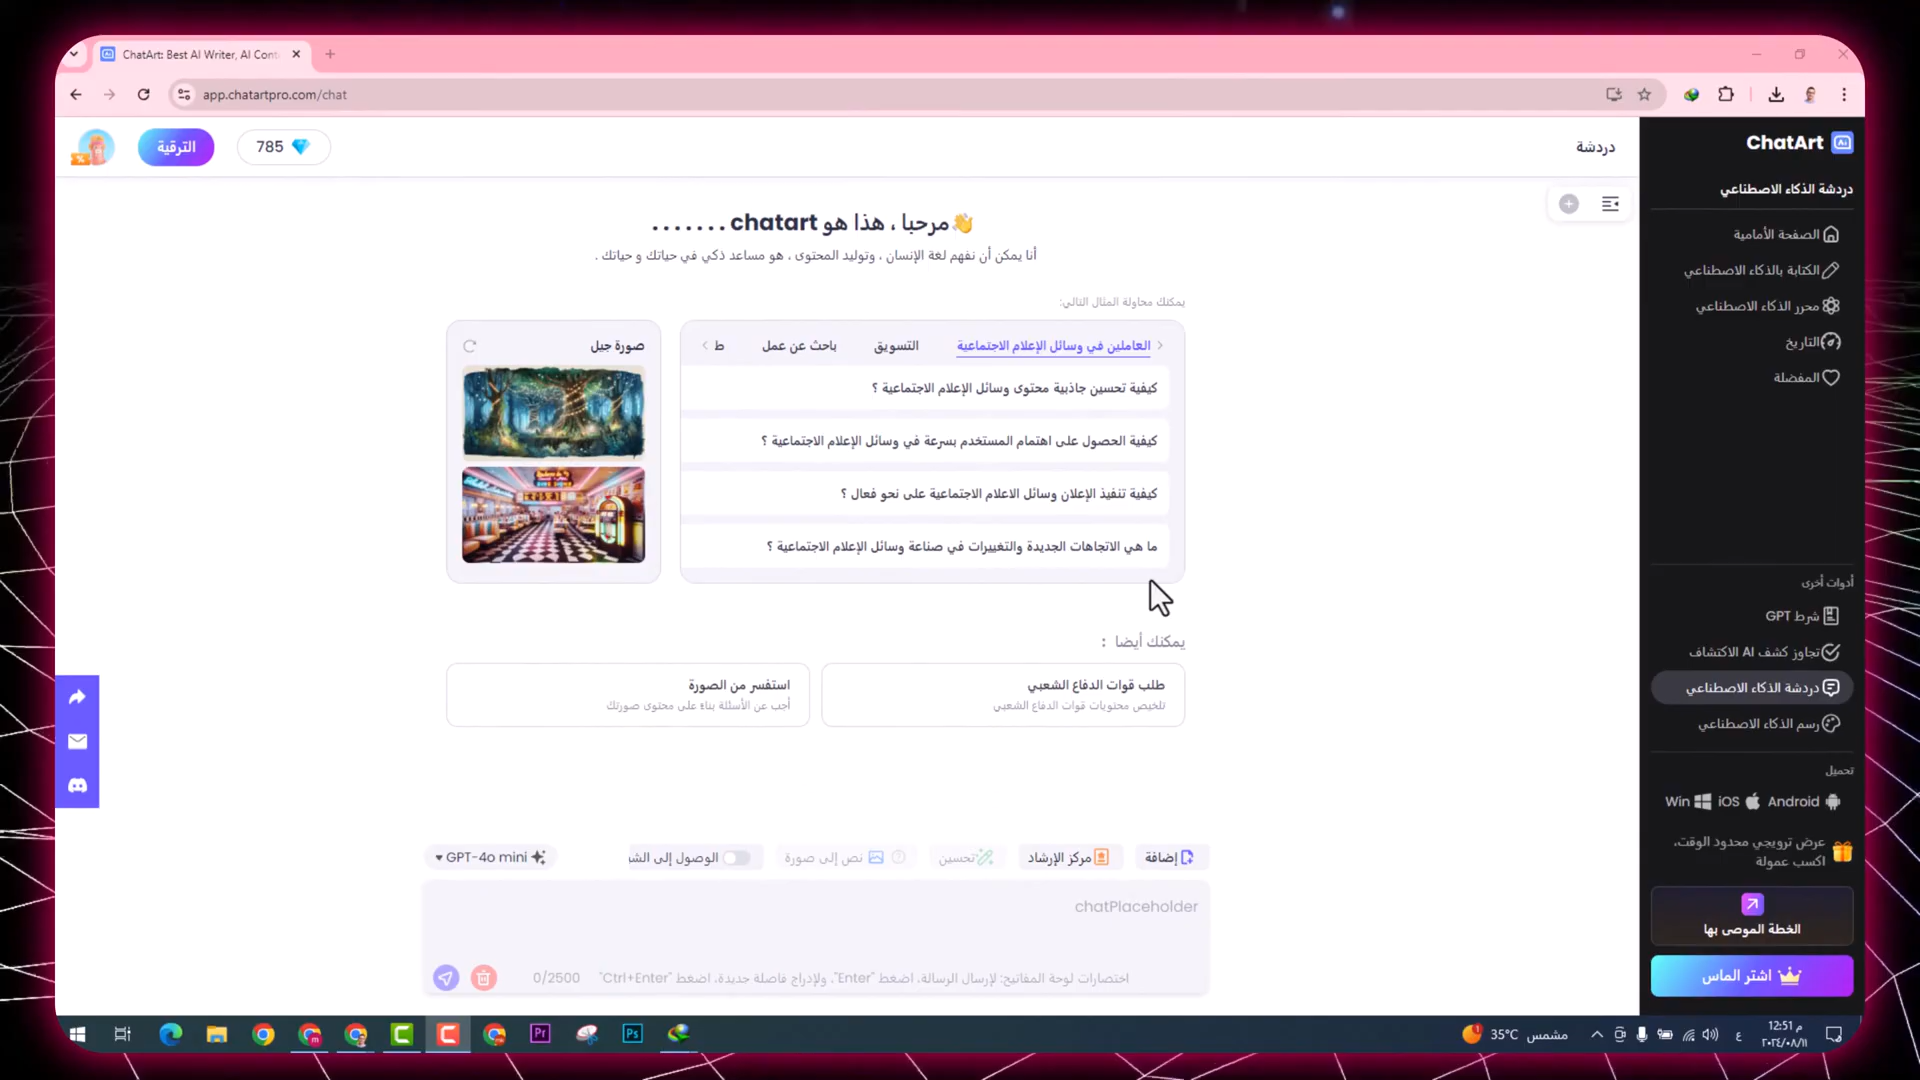 ChatArt: Best AI Writer, AI Cont
app.chatartpro.com/chat
دردشة
785
الترقية
ChatArt
دردشة الذكاء الاصطناعي
الصفحة الأمامية
الكتابة بالذكاء الاصطناعي
محرر الذكاء الاصطناعي
التاريخ
المفضلة
أدوات أخرى
شرط GPT
تجاوز كشف AI الاكتشاف
دردشة الذكاء الاصطناعي
رسم الذكاء الاصطناعي
تحميل
Win iOS Android
عرض ترويجي محدود الوقت،
اكسب عمولة
الخطة الموصى بها
اشتر الماس
مرحبا ، هذا هو chatart . . . . . . .
أنا يمكن أن نفهم لغة الإنسان ، وتوليد المحتوى ، هو مساعد ذكي في حياتك و حياتك .
يمكنك محاولة المثال التالي:
العاملين في وسائل الإعلام الاجتماعية
التسويق
باحث عن عمل
ط
كيفية تحسين جاذبية محتوى وسائل الإعلام الاجتماعية ؟
كيفية الحصول على اهتمام المستخدم بسرعة في وسائل الإعلام الاجتماعية ؟
كيفية تنفيذ الإعلان وسائل الاعلام الاجتماعية على نحو فعال ؟
ما هي الاتجاهات الجديدة والتغييرات في صناعة وسائل الإعلام الاجتماعية ؟
صورة جيل
يمكنك أيضا :
طلب قوات الدفاع الشعبي
تلخيص محتويات قوات الدفاع الشعبي
استفسر من الصورة
أجب عن الأسئلة بناءً على محتوى صورتك
إضافة
مركز الإرشاد
تحسين
نص إلى صورة
الوصول إلى الشب
GPT-4o mini
chatPlaceholder
اختصارات لوحة المفاتيح: لإرسال الرسالة، اضغط "Enter"، ولإدراج فاصلة جديدة، اضغط "Ctrl+Enter"
0/2500
35°C مشمس
ع
12:51 م
٢٠٢٤/٠٨/١١